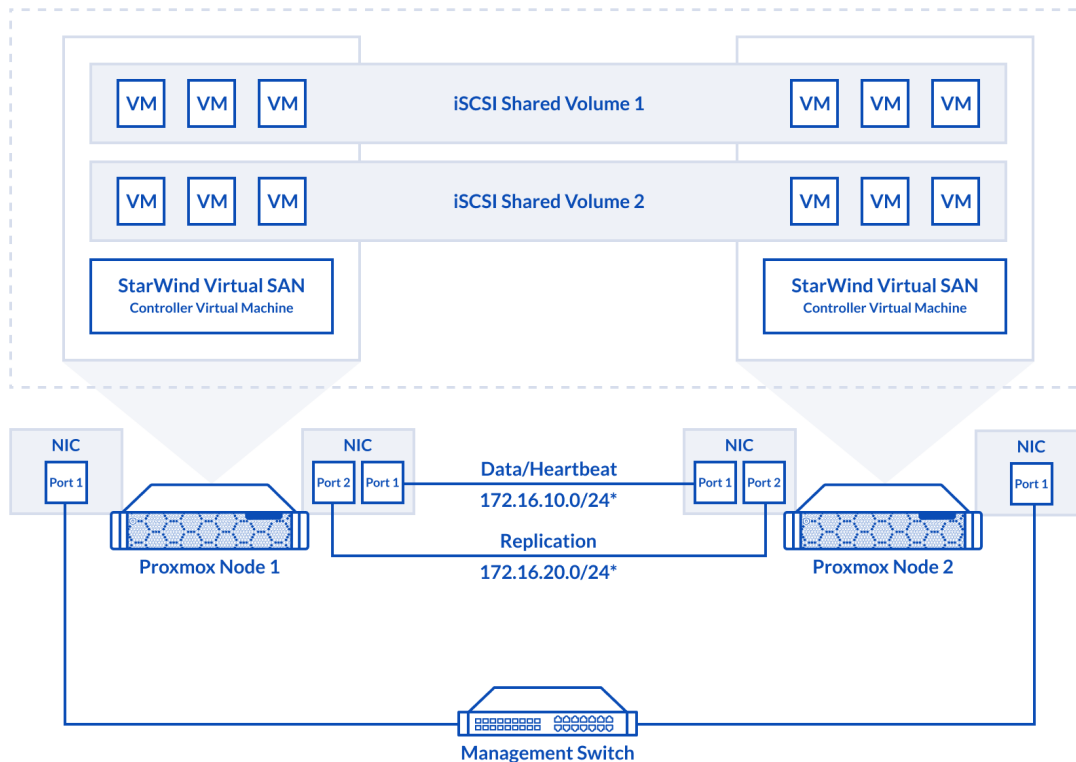 VM VM VM iSCSI Shared Volume 1 VM VM VM
VM VM VM iSCSI Shared Volume 2 VM VM VM
StarWind Virtual SAN
Controller Virtual Machine
StarWind Virtual SAN
Controller Virtual Machine
NIC
Port 1
NIC
Port 2 Port 1
Data/Heartbeat
172.16.10.0/24*
Replication
172.16.20.0/24*
NIC
Port 1 Port 2
NIC
Port 1
Proxmox Node 1
Proxmox Node 2
Management Switch